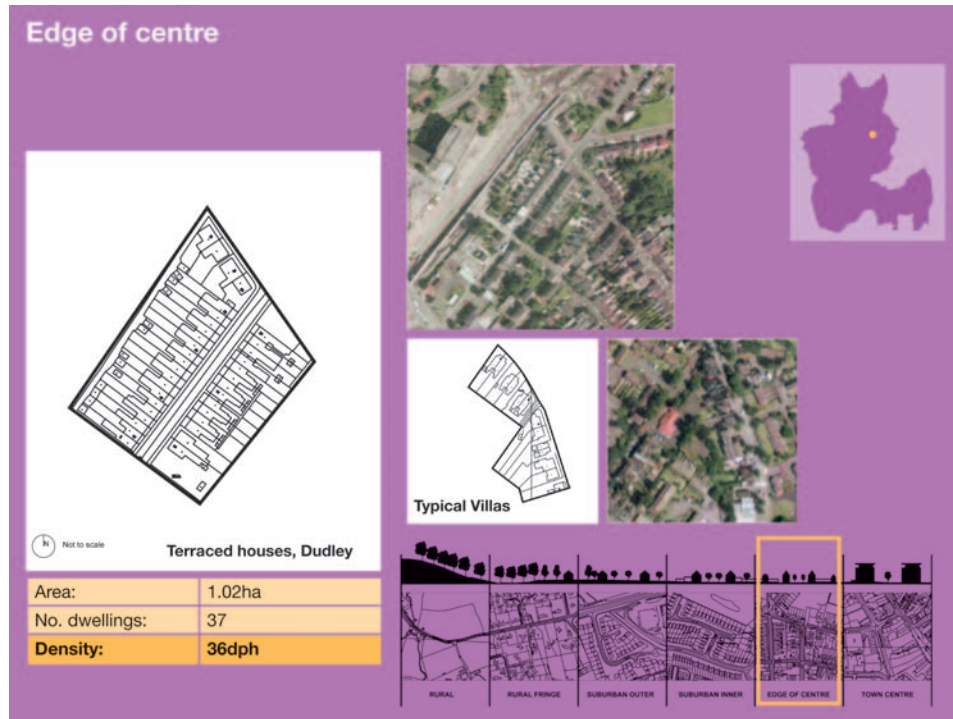 Edge of centre
N
Not to scale
Terraced houses, Dudley
Area: 1.02ha
No. dwellings: 37
Density: 36dph
Typical Villas
RURAL
RURAL FRINGE
SUBURBAN OUTER
SUBURBAN INNER
EDGE OF CENTRE
TOWN CENTRE